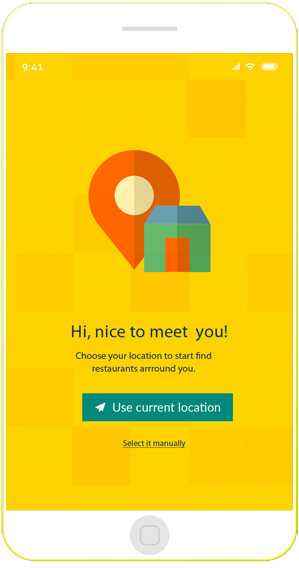 9:41
Hi, nice to meet  you!
Choose your location to start find
restaurants arrround you.
Use current location
Select it manually